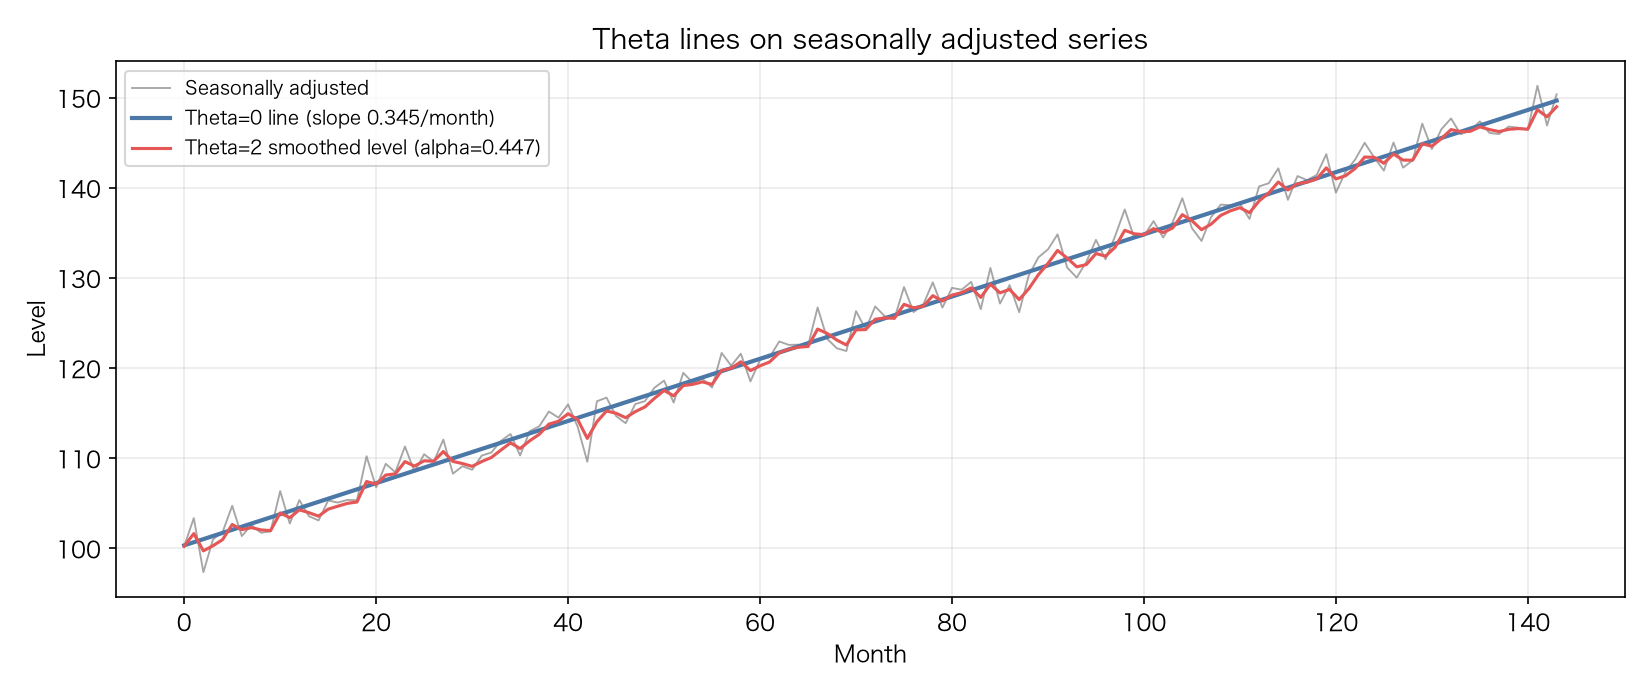 Theta lines on seasonally adjusted series
Seasonally adjusted
Theta=0 line (slope 0.345/month)
Theta=2 smoothed level (alpha=0.447)
150
140
130
120
110
100
Level
0 20 40 60 80 100 120 140
Month